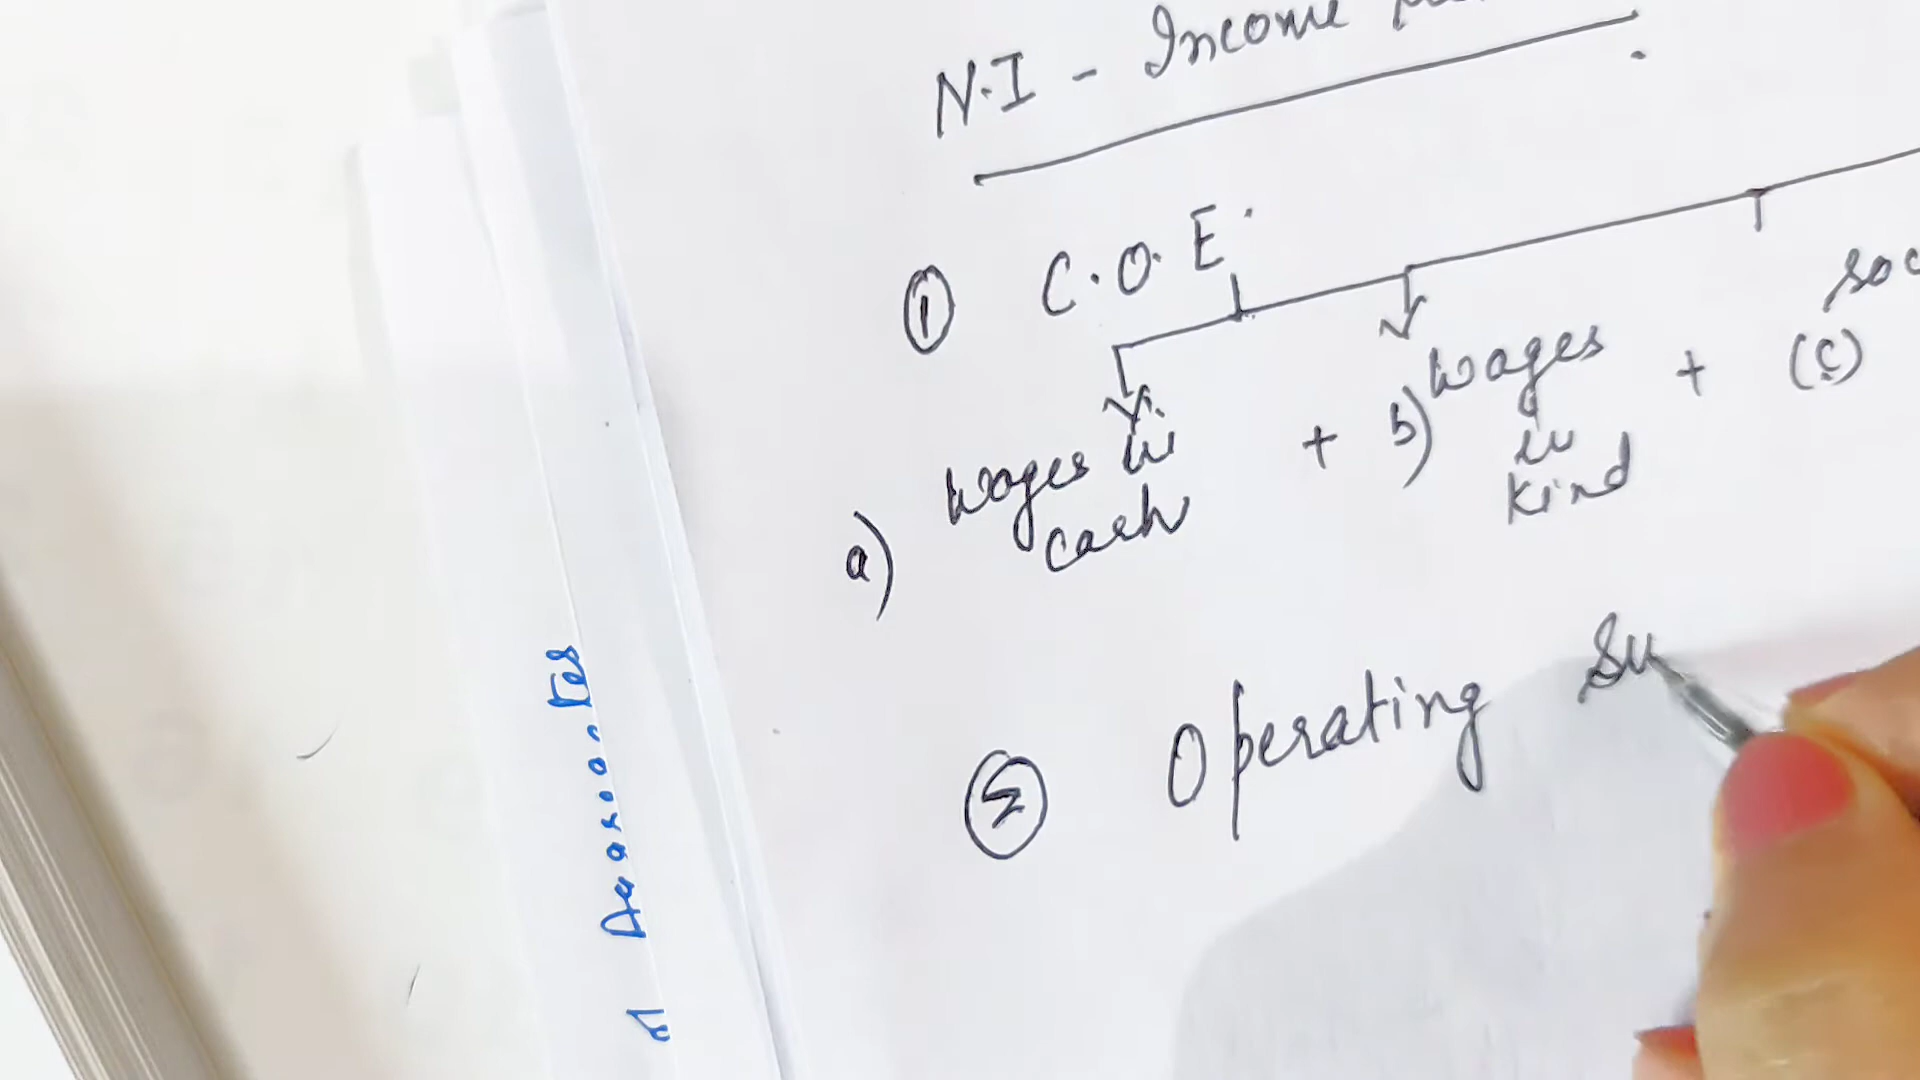 N.I - Income
① C.O.E.
a) wages in cash + b) wages in kind + (c) soc
② Operating Su